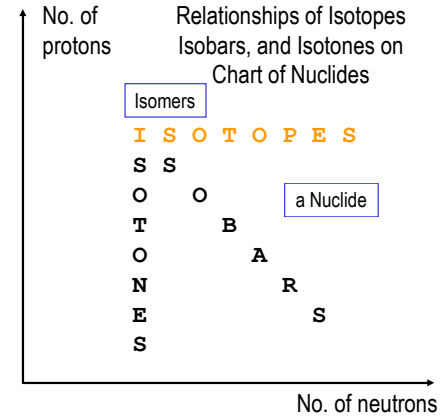 No. of
protons
Relationships of Isotopes
Isobars, and Isotones on
Chart of Nuclides
Isomers
I S O T O P E S
S S
O O
a Nuclide
T B
O A
N R
E S
S
No. of neutrons